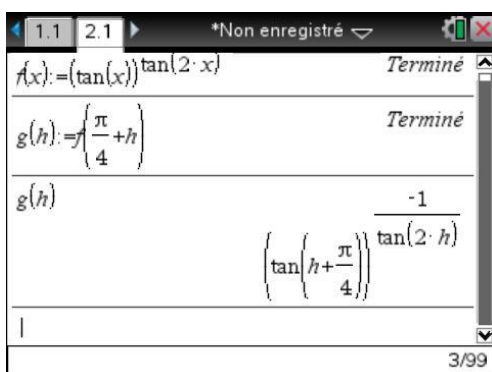 1.1 2.1 *Non enregistré
f(x):=(tan(x))^tan(2·x) Terminé
g(h):=f(π/4+h) Terminé
g(h)
(tan(h+π/4))^(-1/tan(2·h))
3/99